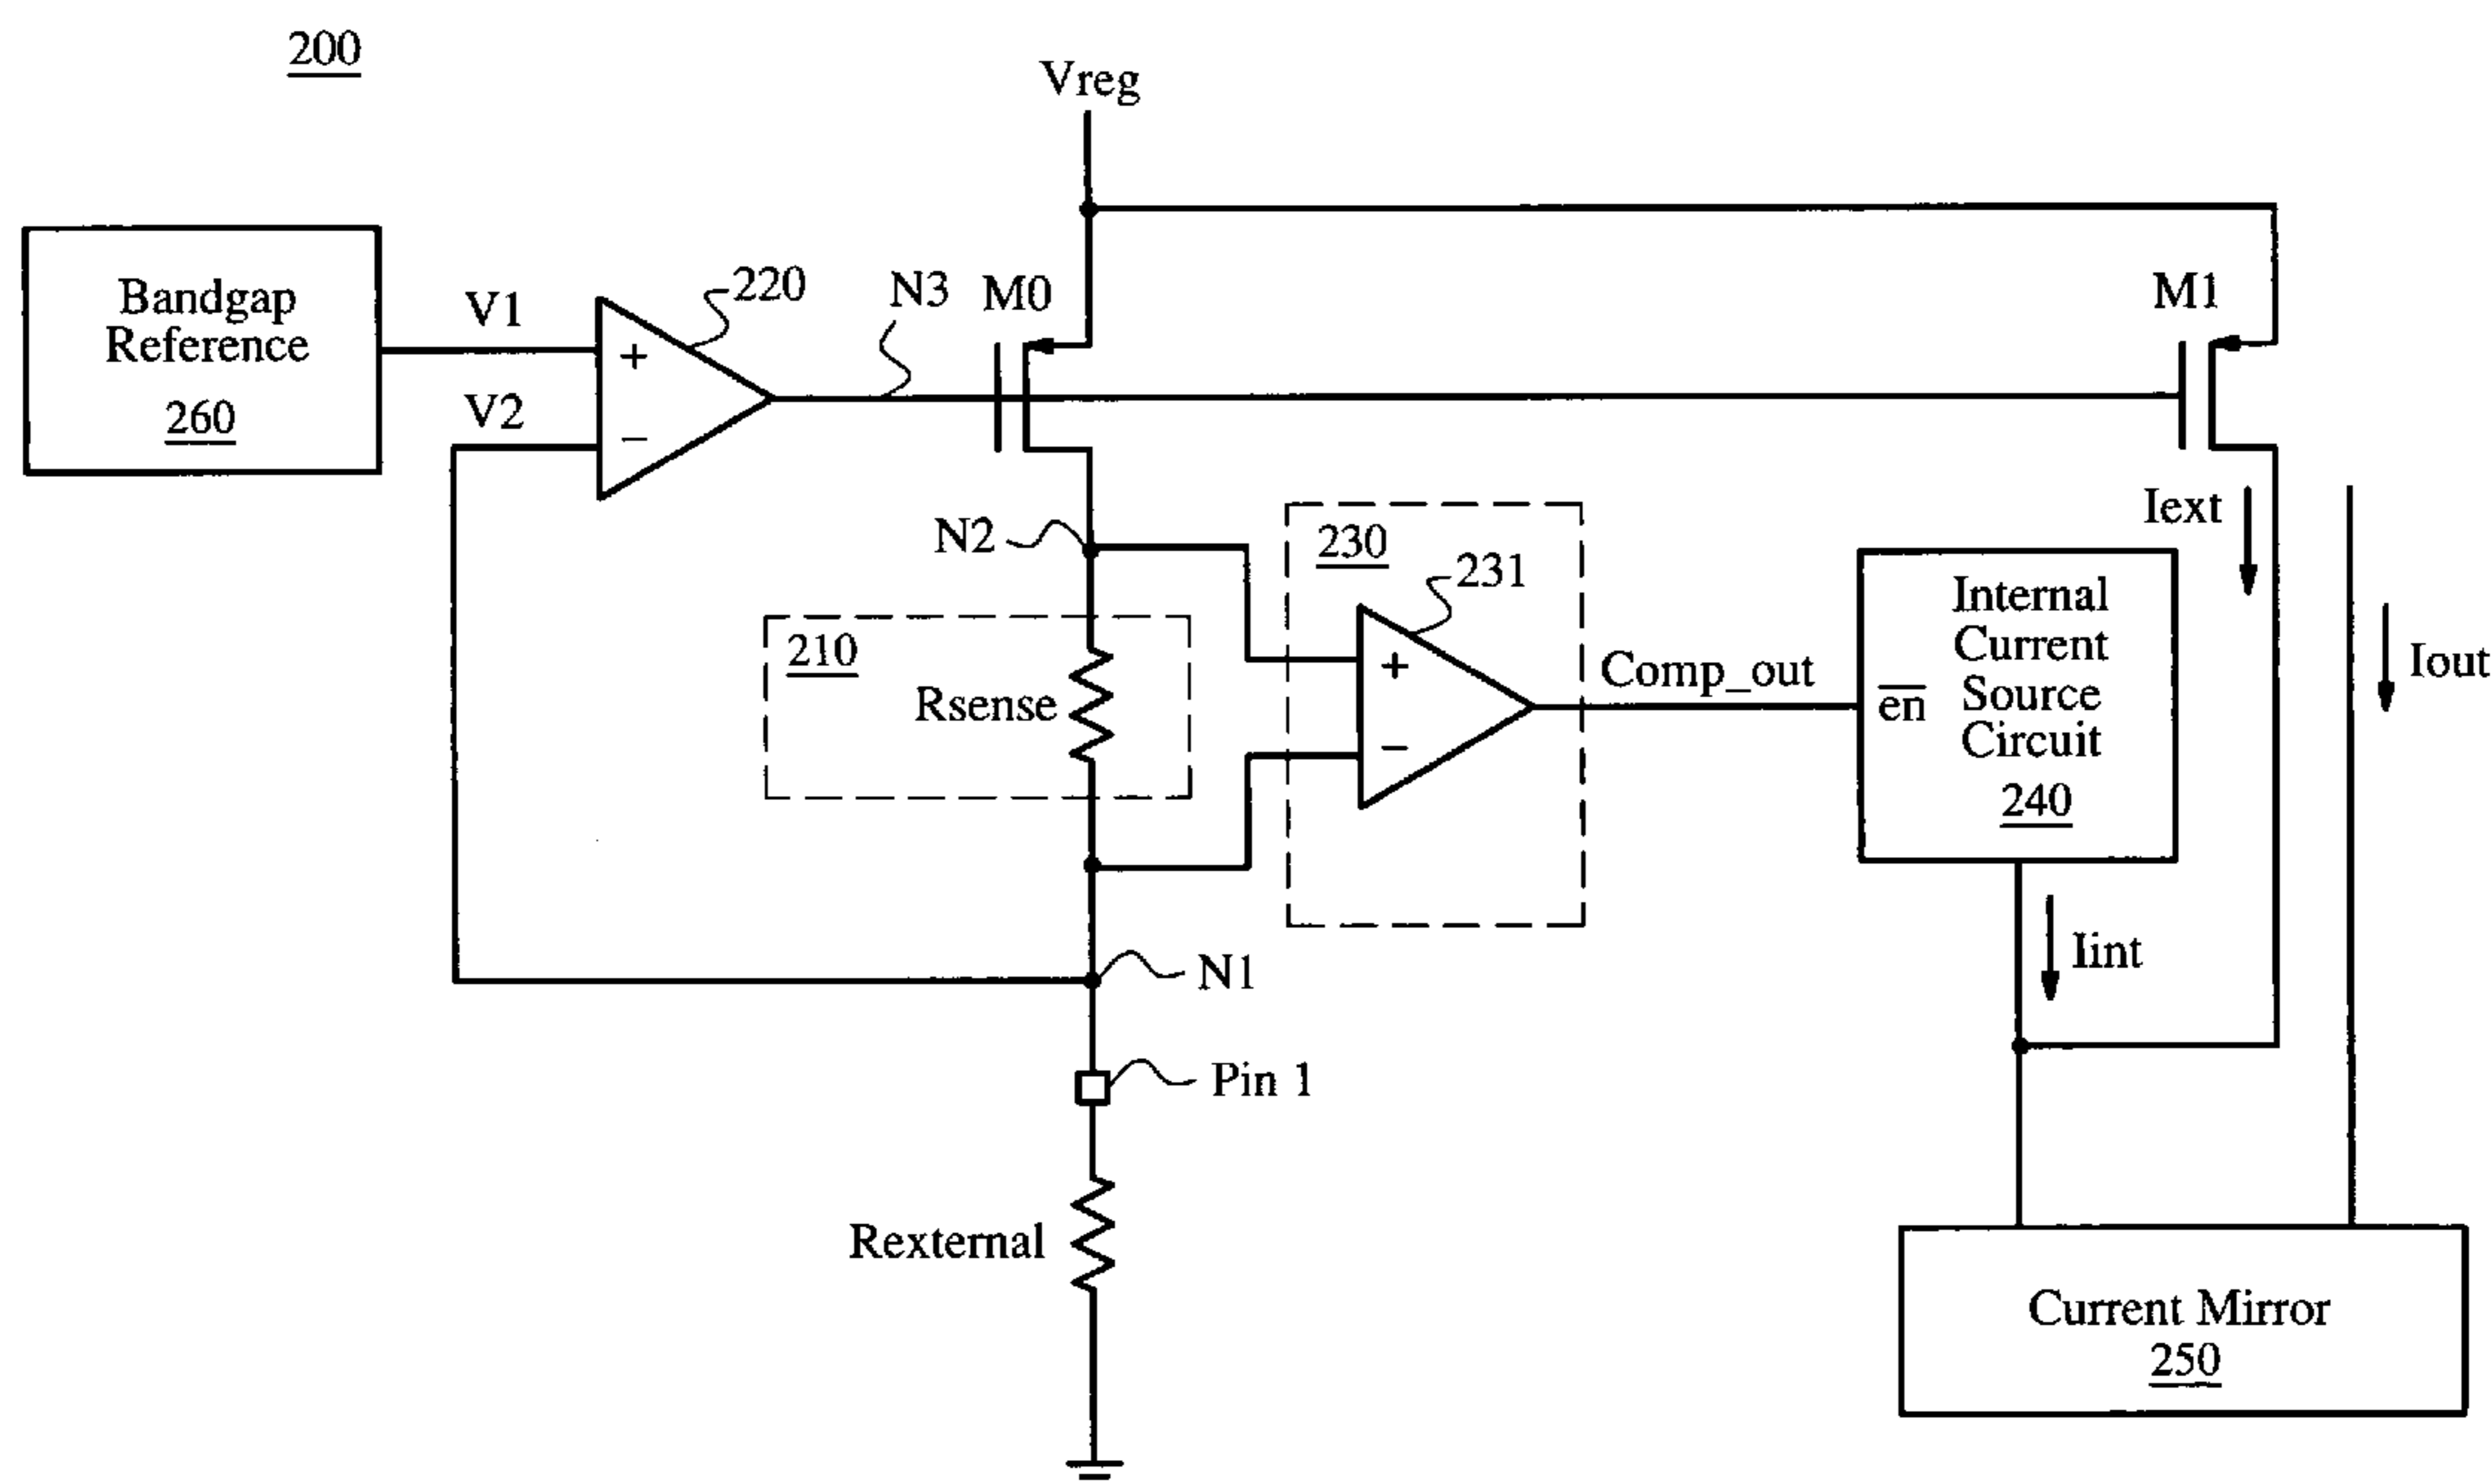 200
Vreg
Bandgap
Reference
260
V1
V2
+
−
220
N3
M0
M1
N2
210
Rsense
230
231
+
−
Comp_out
en
Internal
Current
Source
Circuit
240
Iext
Iout
Iint
N1
Pin 1
Rexternal
Current Mirror
250